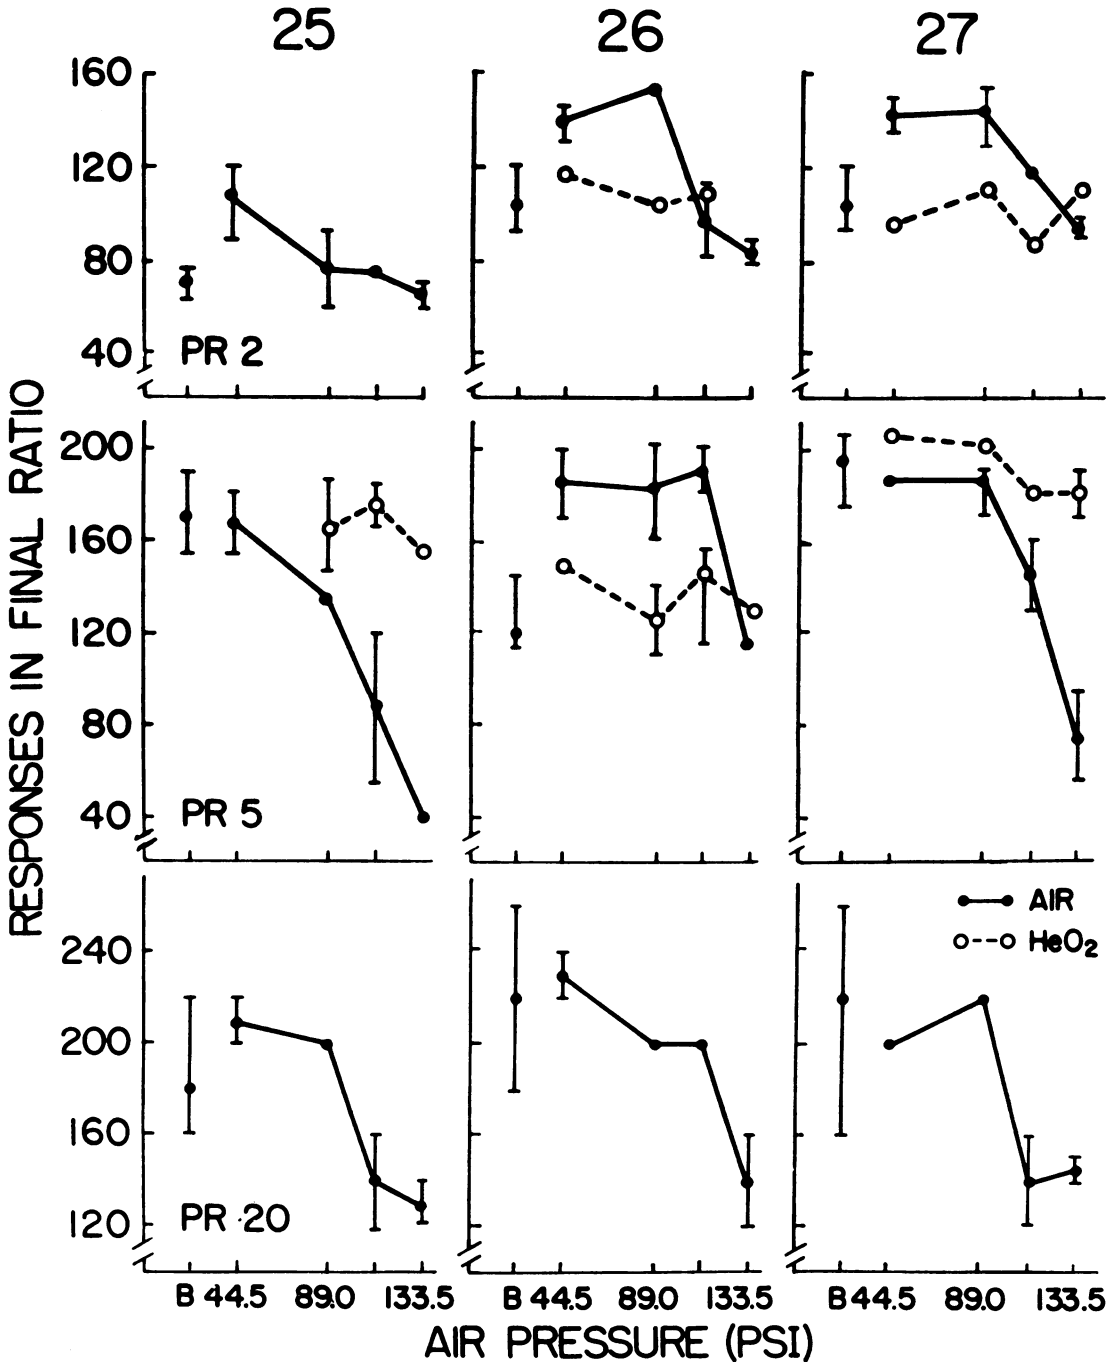 25 26 27
160
120
80
40
PR 2
200
160
120
80
40
PR 5
AIR
HeO₂
240
200
160
120
PR 20
B 44.5 89.0 133.5 B 44.5 89.0 133.5 B 44.5 89.0 133.5
AIR PRESSURE (PSI)
RESPONSES IN FINAL RATIO